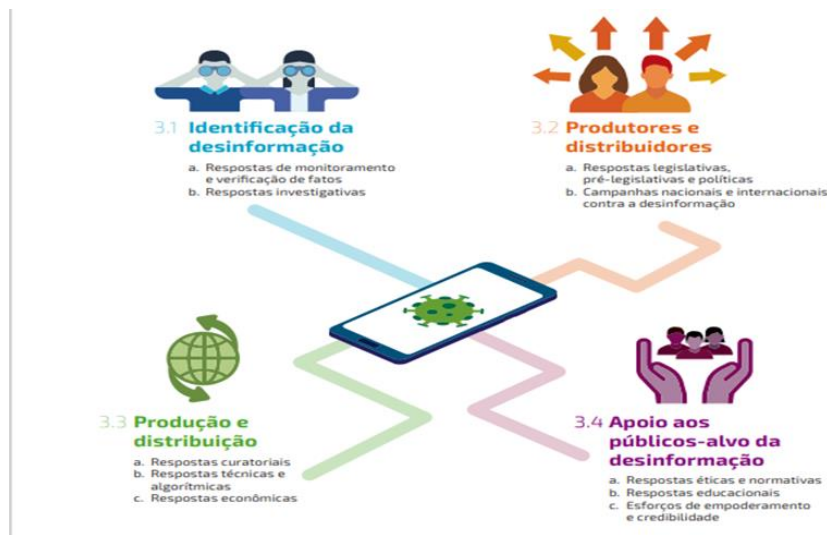 3.1 Identificação da
desinformação
a. Respostas de monitoramento
e verificação de fatos
b. Respostas investigativas
3.2 Produtores e
distribuidores
a. Respostas legislativas,
pré-legislativas e políticas
b. Campanhas nacionais e internacionais
contra a desinformação
3.3 Produção e
distribuição
a. Respostas curatoriais
b. Respostas técnicas e
algorítmicas
c. Respostas econômicas
3.4 Apoio aos
públicos-alvo da
desinformação
a. Respostas éticas e normativas
b. Respostas educacionais
c. Esforços de empoderamento
e credibilidade